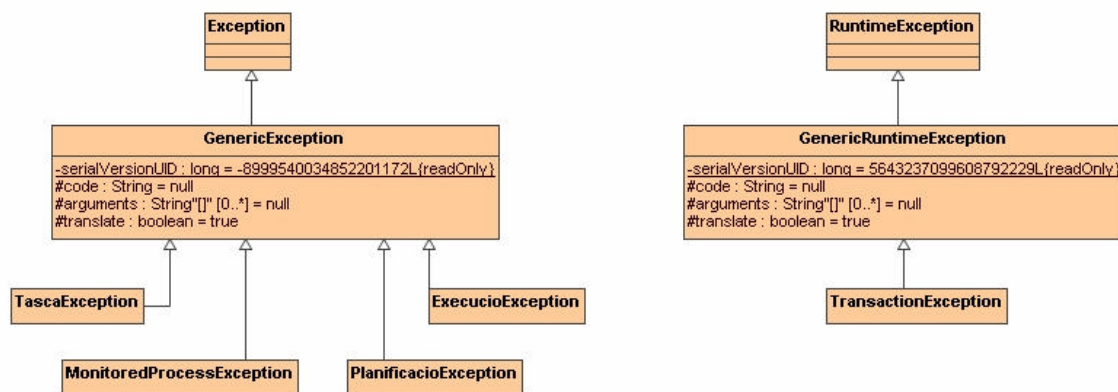 Exception
RuntimeException
GenericException
-serialVersionUID : long = -8999540034852201172L{readOnly}
#code : String = null
#arguments : String"[]" [0..*] = null
#translate : boolean = true
GenericRuntimeException
-serialVersionUID : long = 5643237099608792229L{readOnly}
#code : String = null
#arguments : String"[]" [0..*] = null
#translate : boolean = true
TascaException
ExecucioException
TransactionException
MonitoredProcessException
PlanificacioException